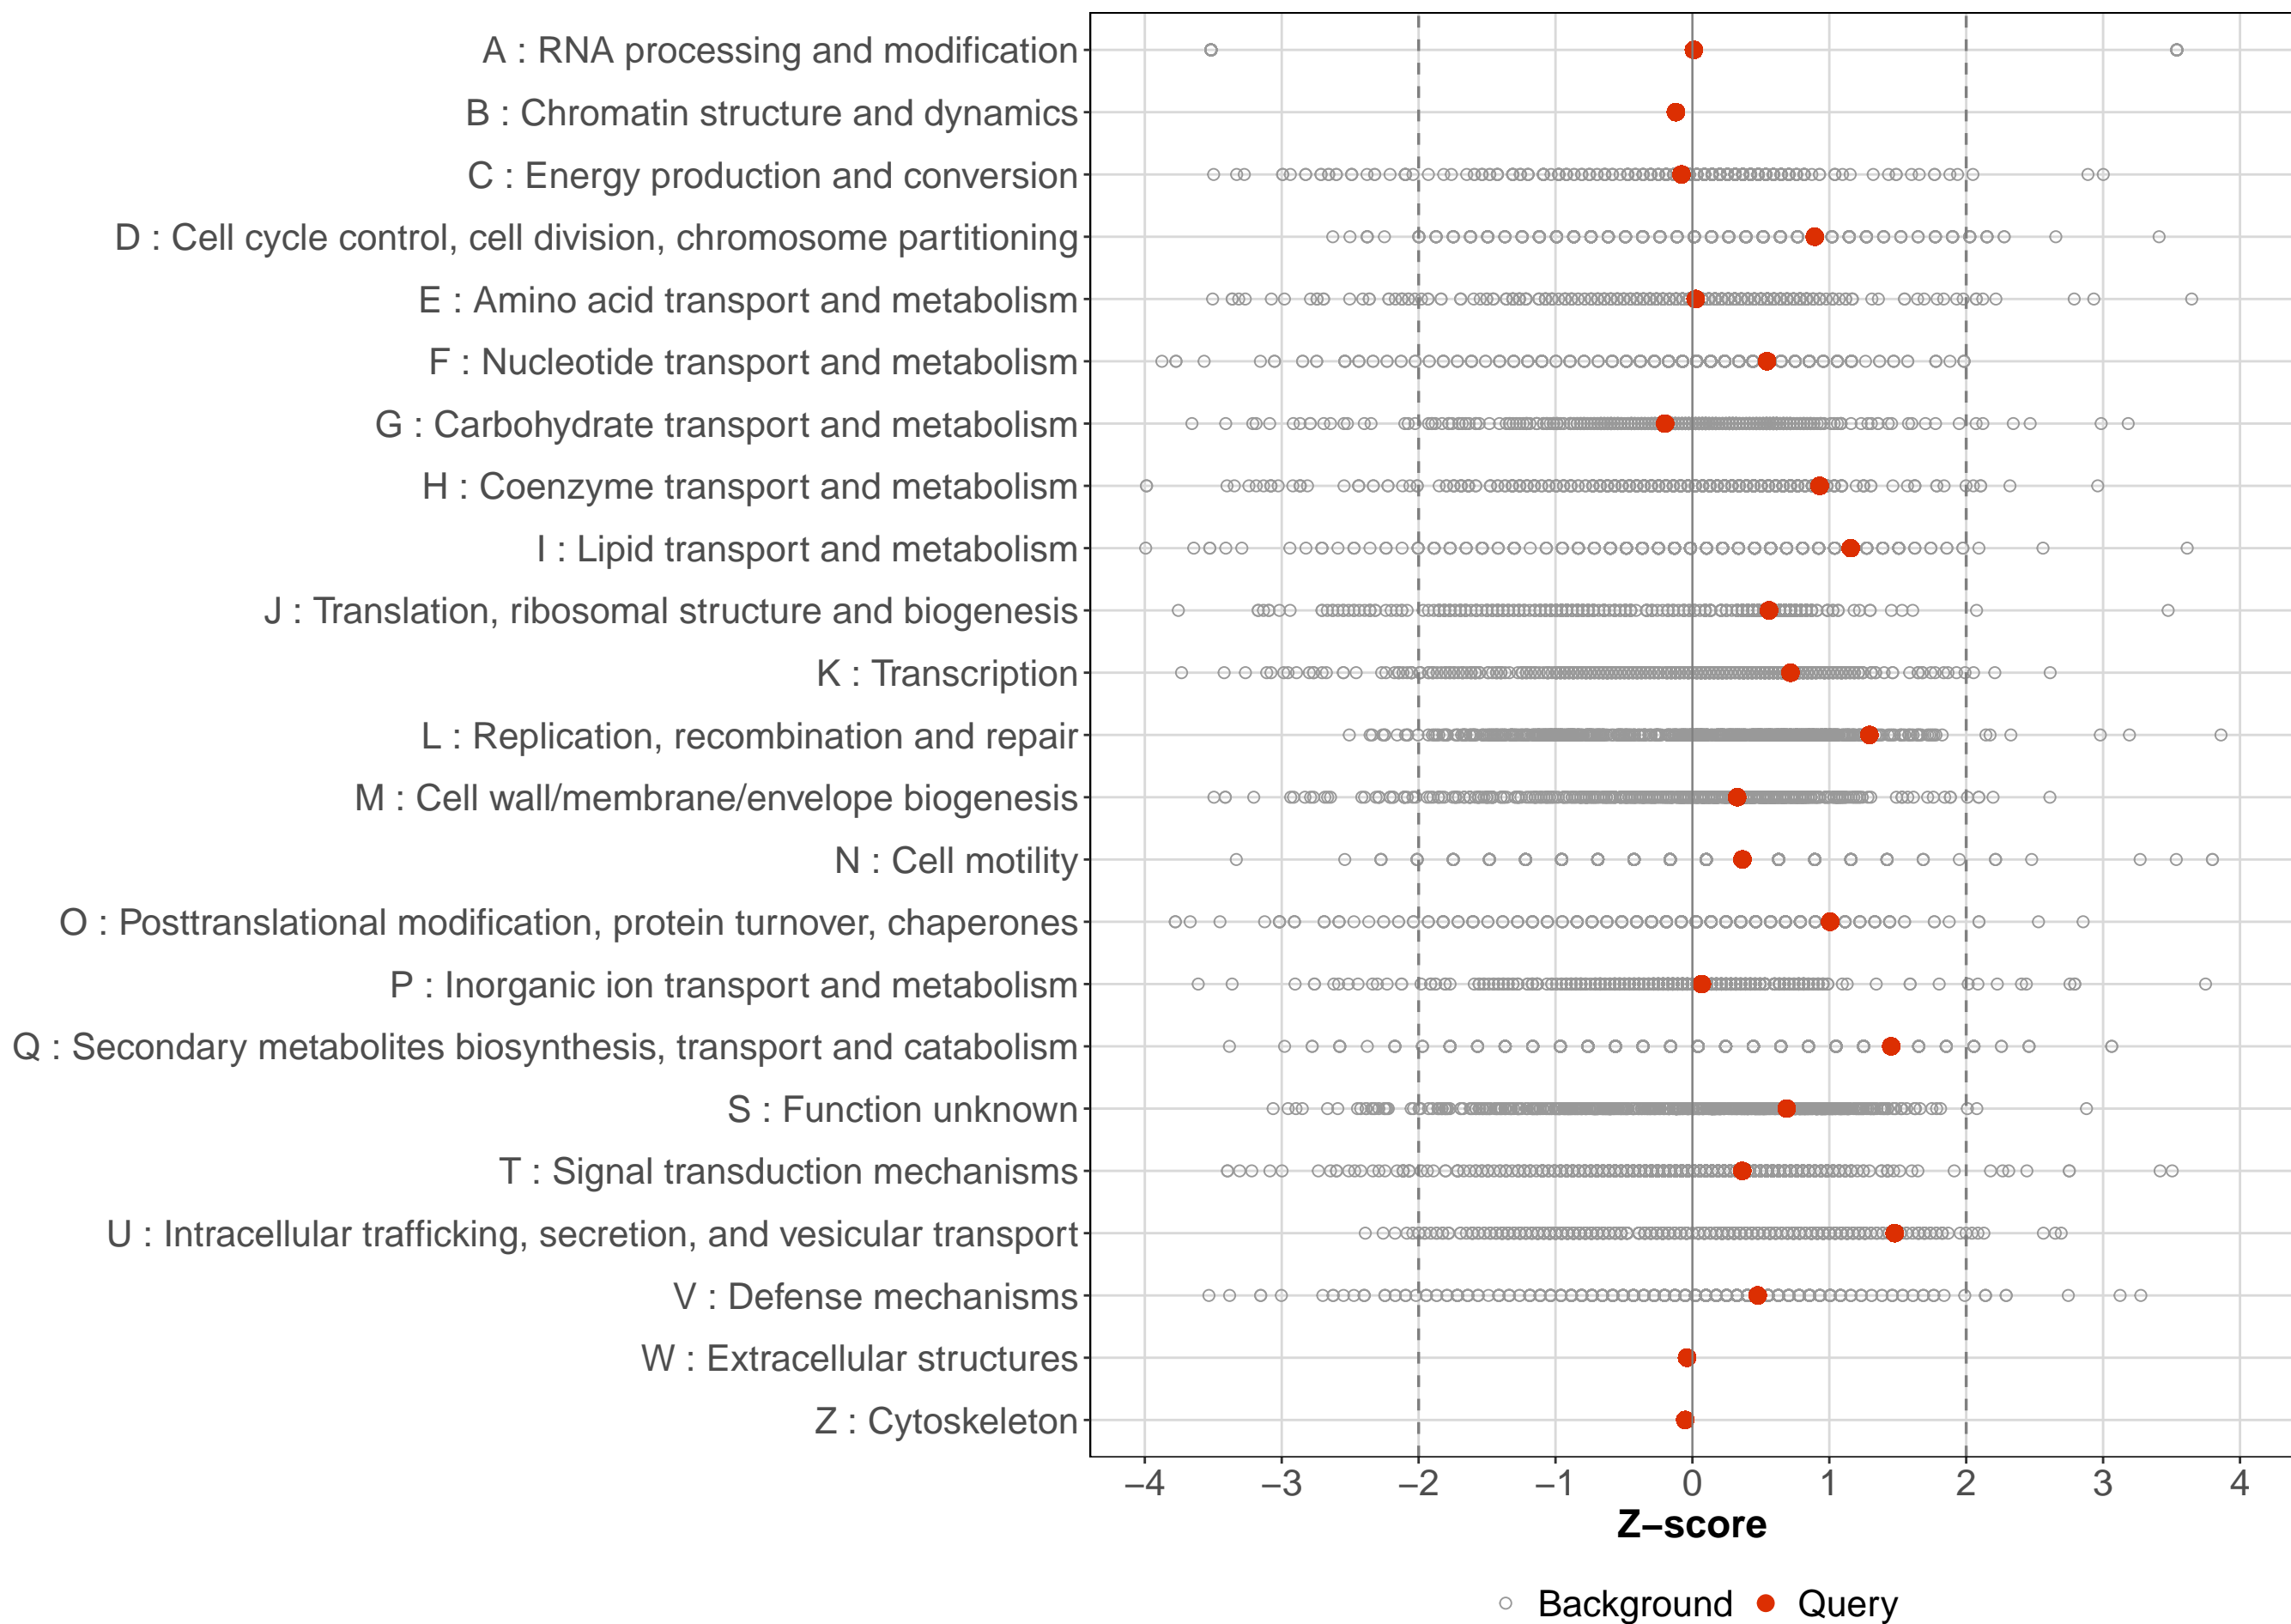 A : RNA processing and modification
B : Chromatin structure and dynamics
C : Energy production and conversion
D : Cell cycle control, cell division, chromosome partitioning
E : Amino acid transport and metabolism
F : Nucleotide transport and metabolism
G : Carbohydrate transport and metabolism
H : Coenzyme transport and metabolism
I : Lipid transport and metabolism
J : Translation, ribosomal structure and biogenesis
K : Transcription
L : Replication, recombination and repair
M : Cell wall/membrane/envelope biogenesis
N : Cell motility
O : Posttranslational modification, protein turnover, chaperones
P : Inorganic ion transport and metabolism
Q : Secondary metabolites biosynthesis, transport and catabolism
S : Function unknown
T : Signal transduction mechanisms
U : Intracellular trafficking, secretion, and vesicular transport
V : Defense mechanisms
W : Extracellular structures
Z : Cytoskeleton
−4 −3 −2 −1 0 1 2 3 4
Z−score
Background Query